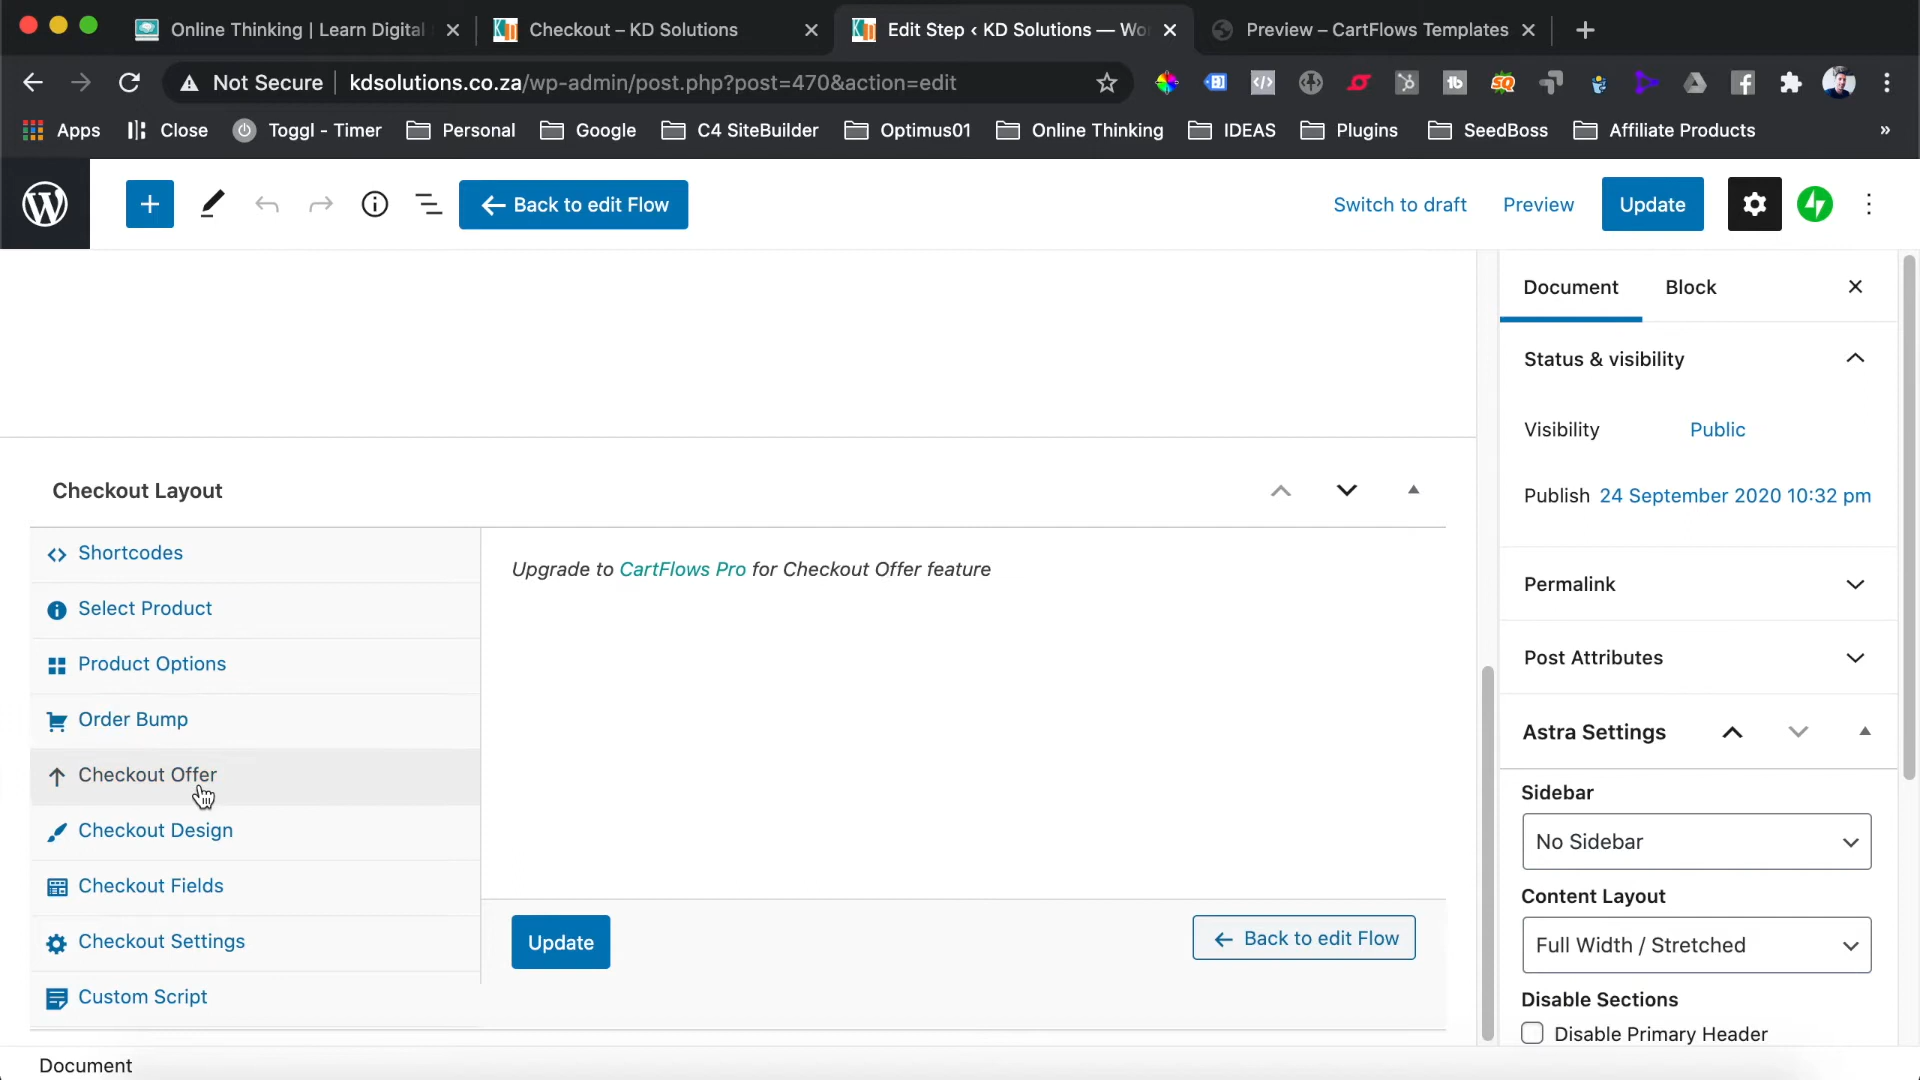 Online Thinking | Learn Digital
Checkout – KD Solutions
Edit Step ‹ KD Solutions — Wo
Preview – CartFlows Templates
Not Secure
kdsolutions.co.za/wp-admin/post.php?post=470&action=edit
Apps
Close
Toggl - Timer
Personal
Google
C4 SiteBuilder
Optimus01
Online Thinking
IDEAS
Plugins
SeedBoss
Affiliate Products
»
← Back to edit Flow
Switch to draft
Preview
Update
Document
Block
Status & visibility
Visibility
Public
Publish
24 September 2020 10:32 pm
Permalink
Post Attributes
Astra Settings
Sidebar
No Sidebar
Content Layout
Full Width / Stretched
Disable Sections
Disable Primary Header
Checkout Layout
Shortcodes
Select Product
Product Options
Order Bump
Checkout Offer
Checkout Design
Checkout Fields
Checkout Settings
Custom Script
Upgrade to CartFlows Pro for Checkout Offer feature
Update
← Back to edit Flow
Document